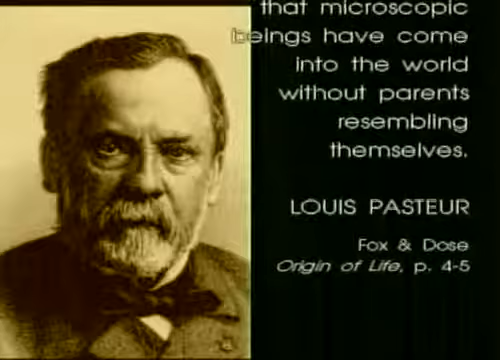 that microscopic
beings have come
into the world
without parents
resembling
themselves.
LOUIS PASTEUR
Fox & Dose
Origin of Life, p. 4-5